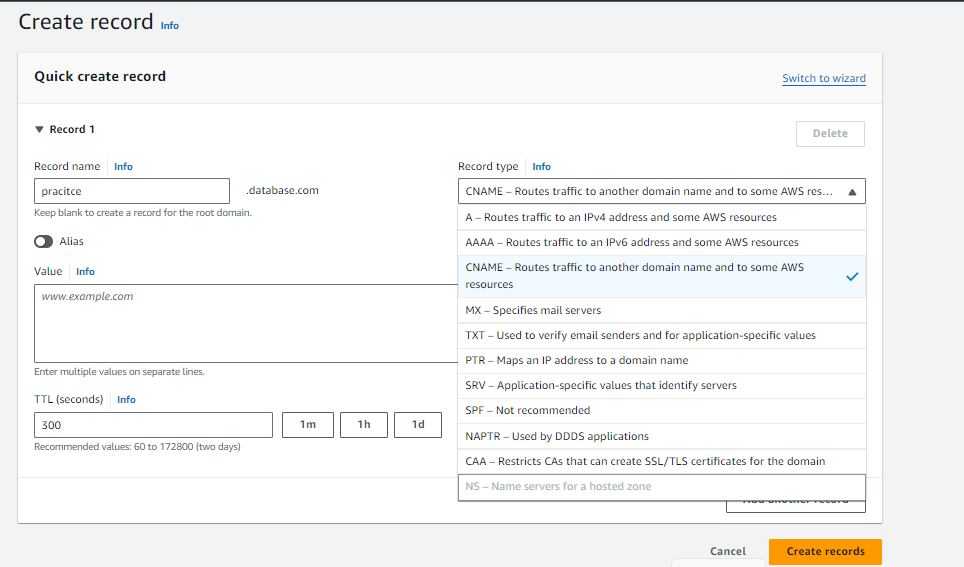 Create record Info
Quick create record
Switch to wizard
Record 1
Delete
Record name Info
pracitce .database.com
Keep blank to create a record for the root domain.
Alias
Value Info
www.example.com
Enter multiple values on separate lines.
TTL (seconds) Info
300 1m 1h 1d
Recommended values: 60 to 172800 (two days)
Record type Info
CNAME – Routes traffic to another domain name and to some AWS res...
A – Routes traffic to an IPv4 address and some AWS resources
AAAA – Routes traffic to an IPv6 address and some AWS resources
CNAME – Routes traffic to another domain name and to some AWS
resources
MX – Specifies mail servers
TXT – Used to verify email senders and for application-specific values
PTR – Maps an IP address to a domain name
SRV – Application-specific values that identify servers
SPF – Not recommended
NAPTR – Used by DDDS applications
CAA – Restricts CAs that can create SSL/TLS certificates for the domain
NS – Name servers for a hosted zone
Add another record
Cancel Create records